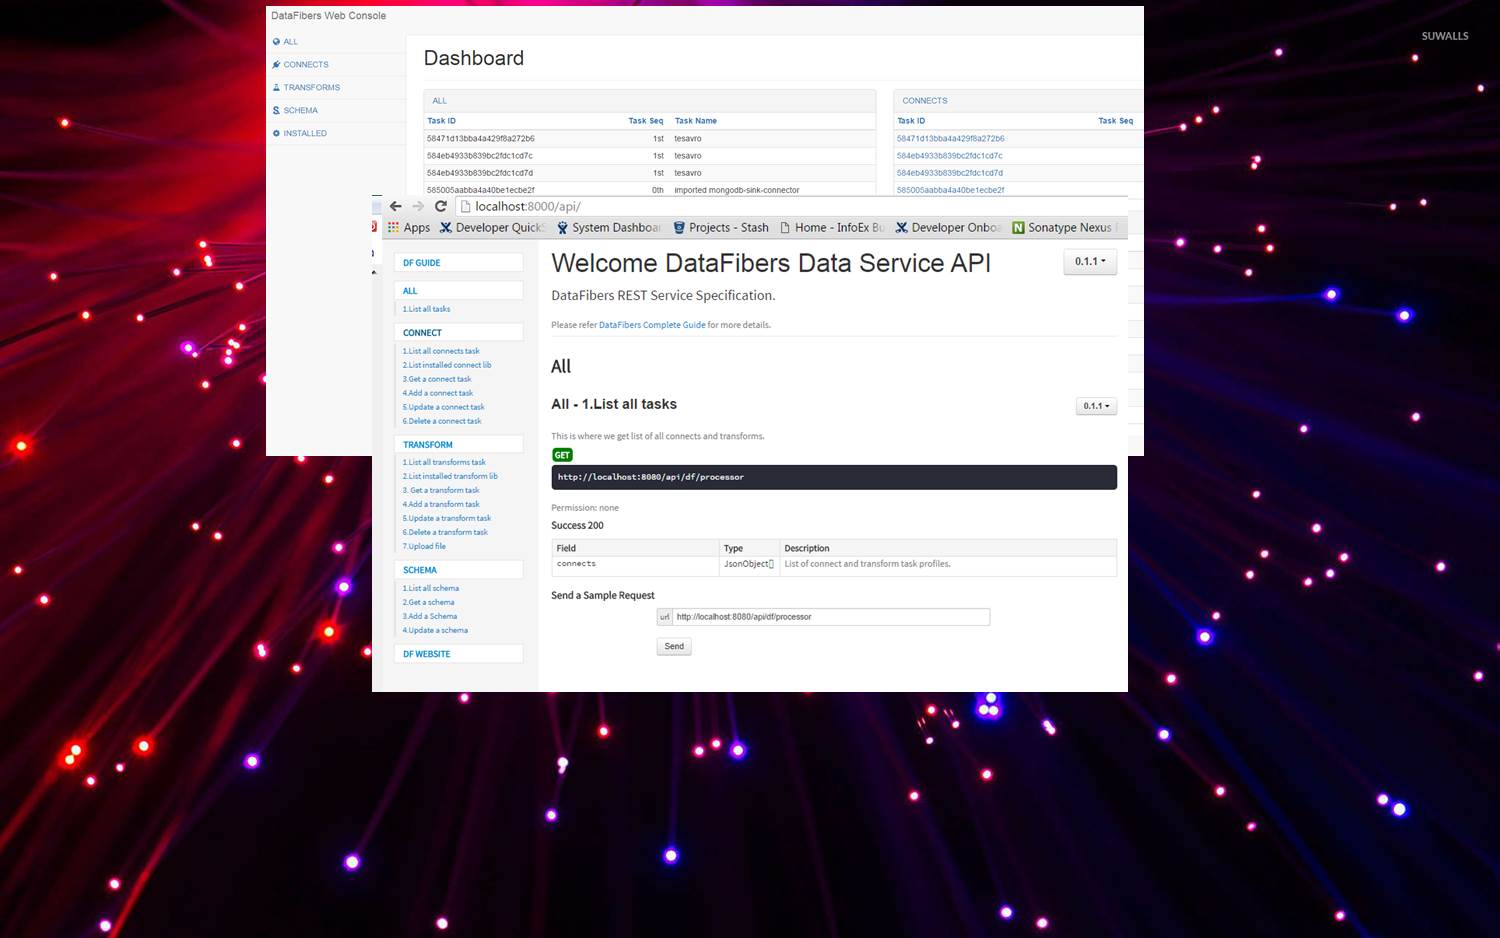 SUWALLS
DataFibers Web Console
ALL
CONNECTS
TRANSFORMS
SCHEMA
INSTALLED
Dashboard
ALL
Task ID Task Seq Task Name
58471d13bba4a429f8a272b6 1st tesavro
584eb4933b839bc2fdc1cd7c 1st tesavro
584eb4933b839bc2fdc1cd7d 1st tesavro
585005aabba4a40be1ecbe2f 0th imported mongodb-sink-connector
CONNECTS
Task ID Task Seq
58471d13bba4a429f8a272b6
584eb4933b839bc2fdc1cd7c
584eb4933b839bc2fdc1cd7d
585005aabba4a40be1ecbe2f
localhost:8000/api/
Apps Developer Quick System Dashboa Projects - Stash Home - InfoEx Bu Developer Onboa Sonatype Nexus
DF GUIDE
ALL
1.List all tasks
CONNECT
1.List all connects task
2.List installed connect lib
3.Get a connect task
4.Add a connect task
5.Update a connect task
6.Delete a connect task
TRANSFORM
1.List all transforms task
2.List installed transform lib
3. Get a transform task
4.Add a transform task
5.Update a transform task
6.Delete a transform task
7.Upload file
SCHEMA
1.List all schema
2.Get a schema
3.Add a Schema
4.Update a schema
DF WEBSITE
Welcome DataFibers Data Service API 0.1.1
DataFibers REST Service Specification.
Please refer DataFibers Complete Guide for more details.
All
All - 1.List all tasks 0.1.1
This is where we get list of all connects and transforms.
GET
http://localhost:8080/api/df/processor
Permission: none
Success 200
Field Type Description
connects JsonObject[] List of connect and transform task profiles.
Send a Sample Request
url http://localhost:8080/api/df/processor
Send